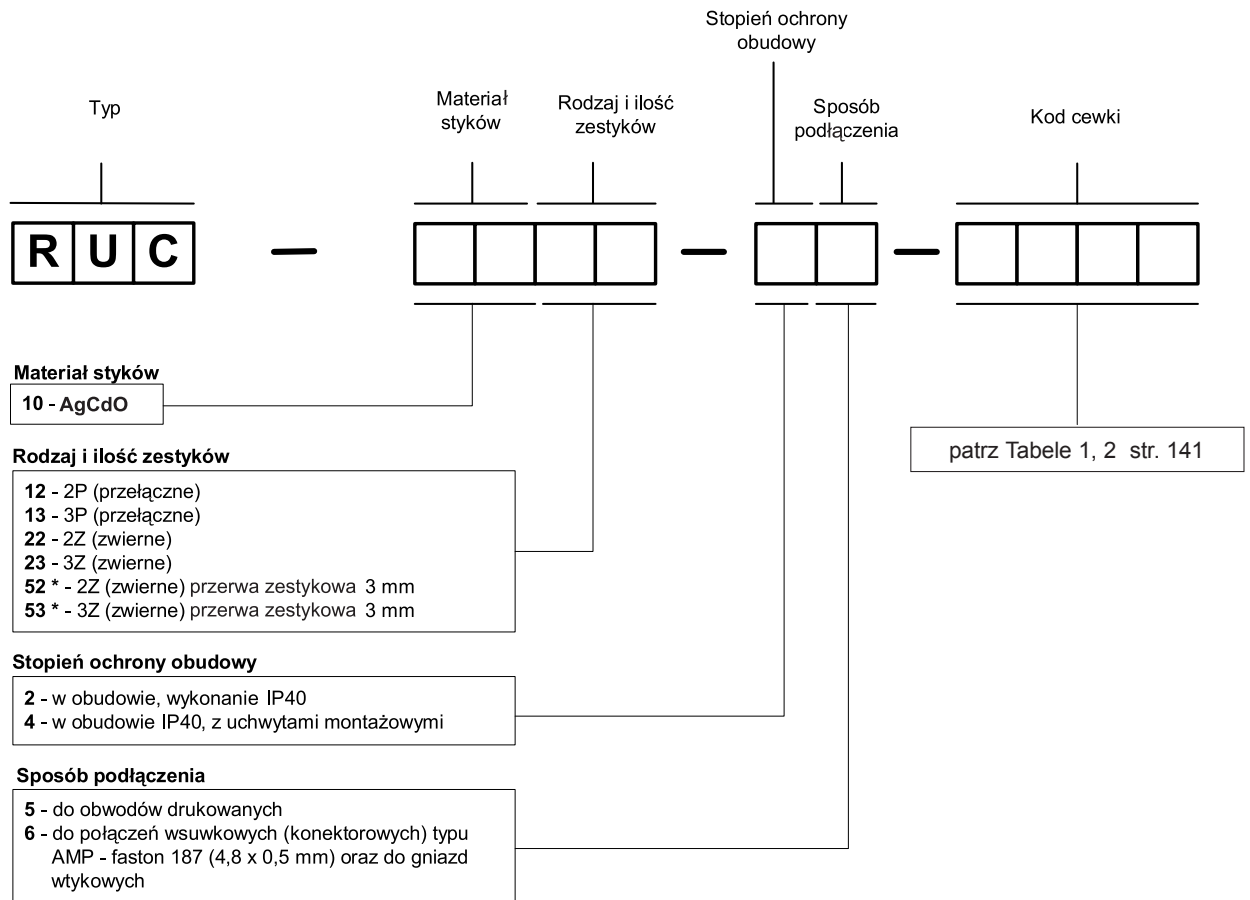 Stopień ochrony
obudowy
Typ
Materiał
styków
Rodzaj i ilość
zestyków
Sposób
podłączenia
Kod cewki
R U C — — —
Materiał styków
10 - AgCdO
patrz Tabele 1, 2 str. 141
Rodzaj i ilość zestyków
12 - 2P (przełączne)
13 - 3P (przełączne)
22 - 2Z (zwierne)
23 - 3Z (zwierne)
52 * - 2Z (zwierne) przerwa zestykowa 3 mm
53 * - 3Z (zwierne) przerwa zestykowa 3 mm
Stopień ochrony obudowy
2 - w obudowie, wykonanie IP40
4 - w obudowie IP40, z uchwytami montażowymi
Sposób podłączenia
5 - do obwodów drukowanych
6 - do połączeń wsuwkowych (konektorowych) typu
AMP - faston 187 (4,8 x 0,5 mm) oraz do gniazd
wtykowych